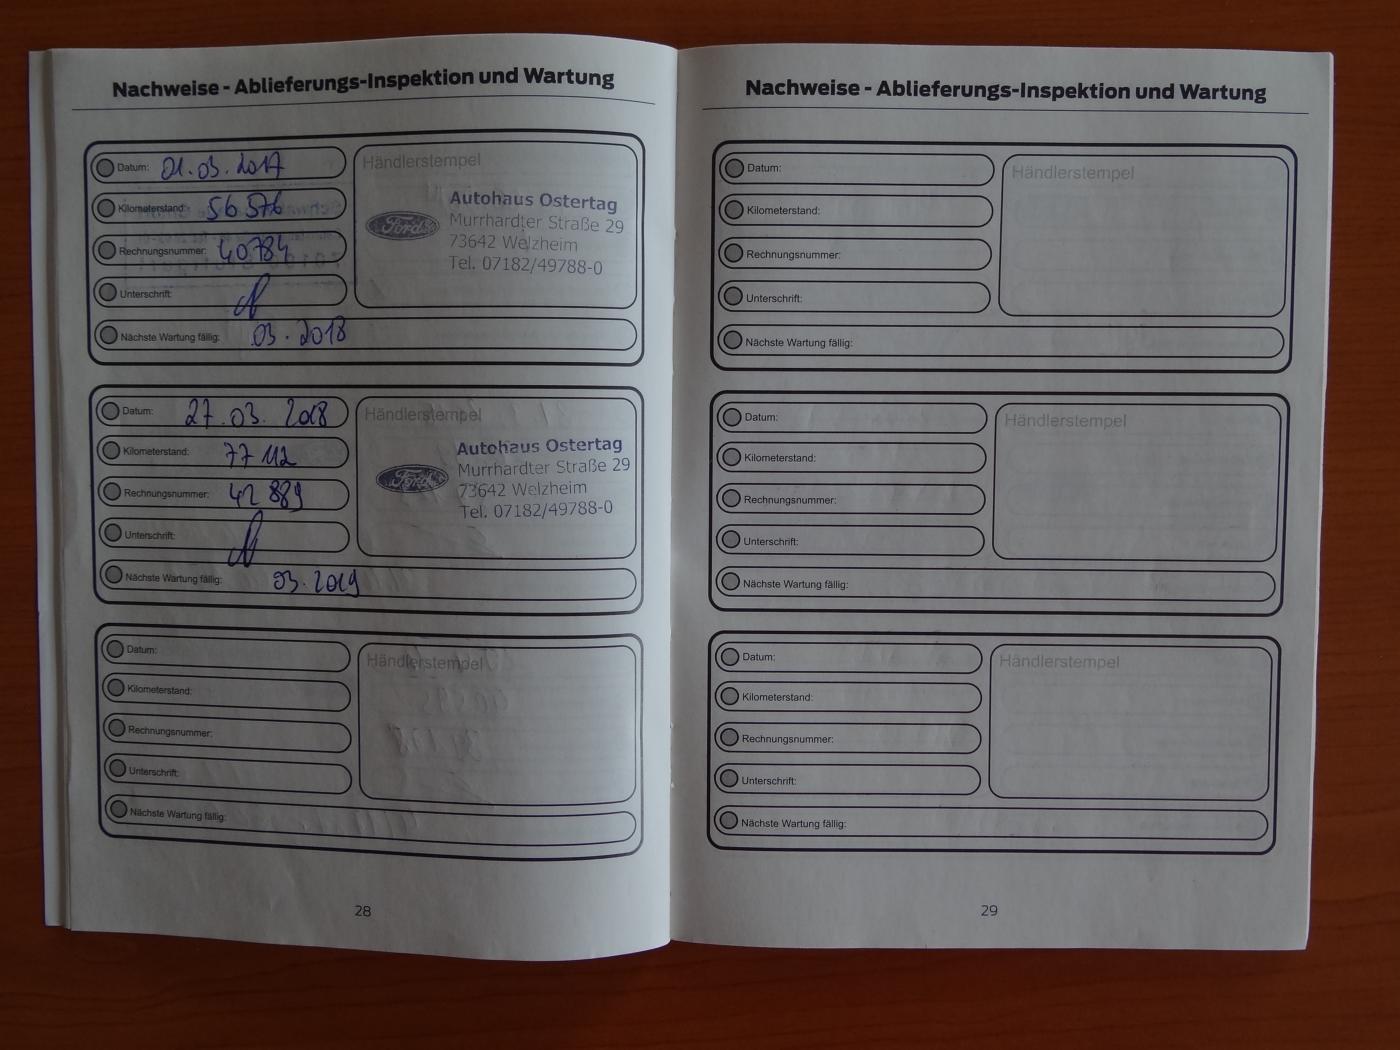 Nachweise - Ablieferungs-Inspektion und Wartung
Datum: 01.03.2017
Kilometerstand: 56 576
Rechnungsnummer: 40784
Unterschrift:
Nächste Wartung fällig: 03.2018
Händlerstempel
Ford
Autohaus Ostertag
Murrhardter Straße 29
73642 Welzheim
Tel. 07182/49788-0
Datum: 27.03.2018
Kilometerstand: 77 112
Rechnungsnummer: 42 889
Unterschrift:
Nächste Wartung fällig: 03.2019
Händlerstempel
Ford
Autohaus Ostertag
Murrhardter Straße 29
73642 Welzheim
Tel. 07182/49788-0
Datum:
Kilometerstand:
Rechnungsnummer:
Unterschrift:
Nächste Wartung fällig:
Händlerstempel
28
Nachweise - Ablieferungs-Inspektion und Wartung
Datum:
Kilometerstand:
Rechnungsnummer:
Unterschrift:
Nächste Wartung fällig:
Händlerstempel
Datum:
Kilometerstand:
Rechnungsnummer:
Unterschrift:
Nächste Wartung fällig:
Händlerstempel
Datum:
Kilometerstand:
Rechnungsnummer:
Unterschrift:
Nächste Wartung fällig:
Händlerstempel
29